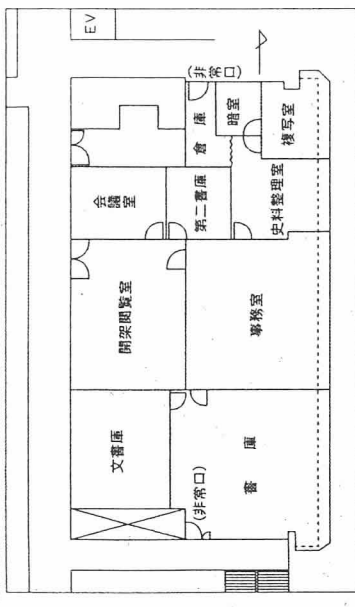 EV
(非常口)
倉庫
暗室
複写室
会議室
第二書庫
史料整理室
開架閲覧室
事務室
文書庫
(非常口)
書庫